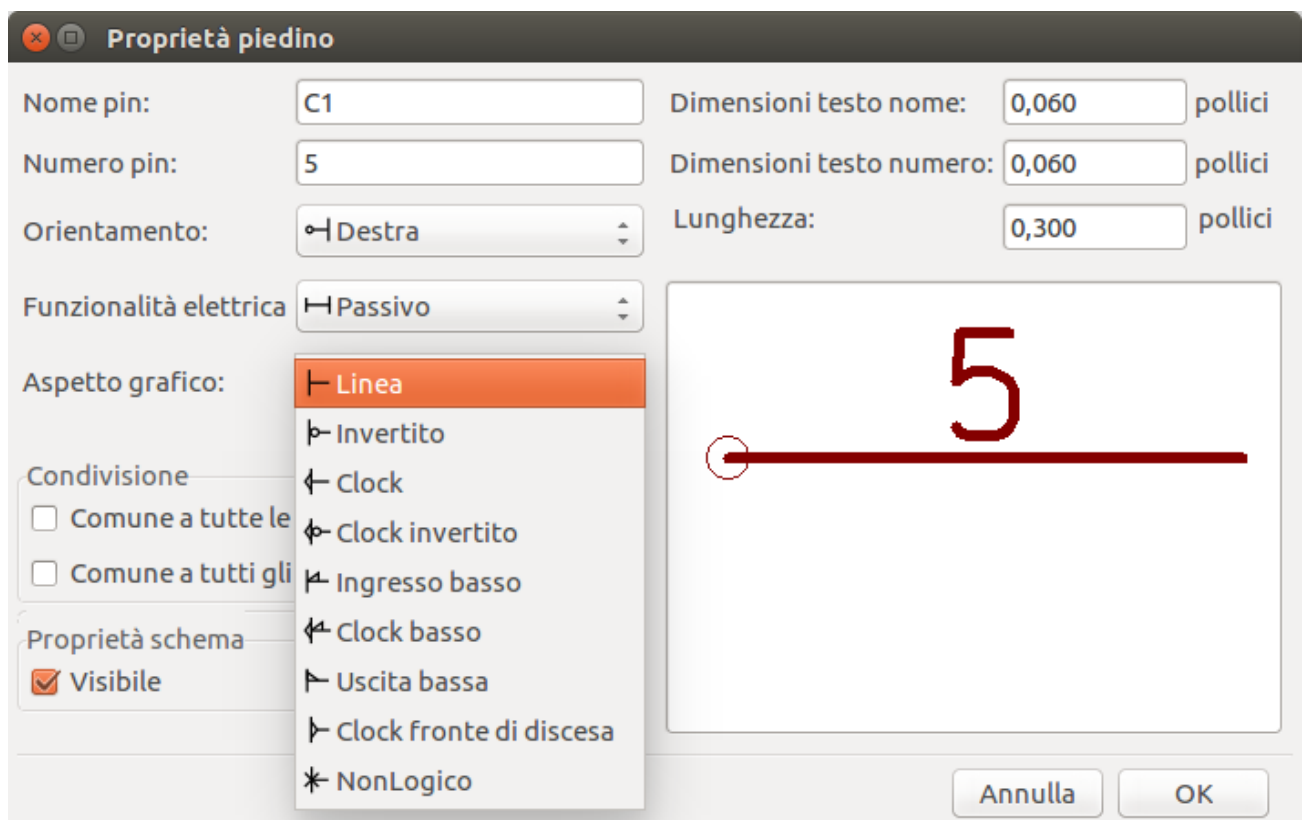 Proprietà piedino
Nome pin: C1 Dimensioni testo nome: 0,060 pollici
Numero pin: 5 Dimensioni testo numero: 0,060 pollici
Orientamento: Destra Lunghezza: 0,300 pollici
Funzionalità elettrica Passivo
5
Aspetto grafico: Linea
Invertito
Clock
Clock invertito
Ingresso basso
Clock basso
Uscita bassa
Clock fronte di discesa
NonLogico
Condivisione
Comune a tutte le
Comune a tutti gli
Proprietà schema
Visibile
Annulla OK